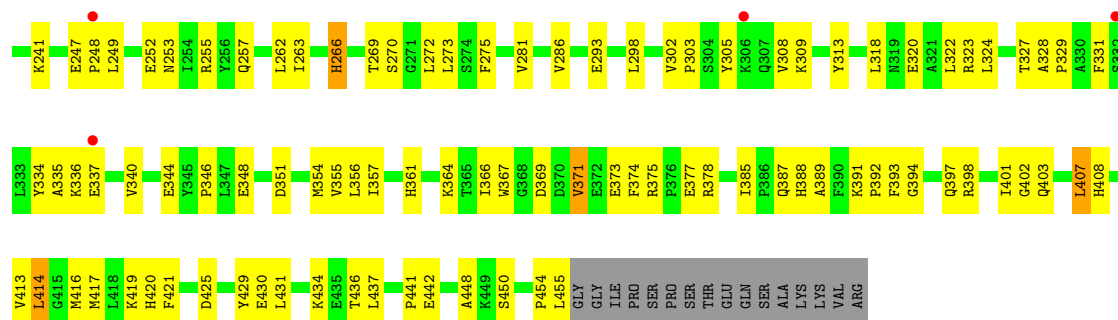 K241 E247 P248 L249 E252 N253 I254 R255 Y256 Q257 L262 I263 H266 T269 S270 G271 L272 L273 S274 F275 V281 V286 E293 L298 V302 P303 S304 Y305 K306 Q307 V308 K309 Y313 L318 N319 E320 A321 L322 R323 L324 T327 A328 P329 A330 F331 S332
L333 Y334 A335 K336 E337 V340 E344 Y345 P346 L347 E348 D351 M354 V355 L356 I357 H361 K364 T365 I366 W367 G368 D369 D370 V371 E372 E373 F374 R375 P376 E377 R378 I385 P386 Q387 H388 A389 F390 K391 P392 F393 G394 Q397 R398 I401 G402 Q403 L407 H408
V413 L414 G415 M416 M417 L418 K419 H420 F421 D425 Y429 E430 L431 K434 E435 T436 L437 P441 E442 A448 K449 S450 P454 L455 GLY GLY ILE PRO SER PRO SER THR GLU GLN SER ALA LYS LYS VAL ARG